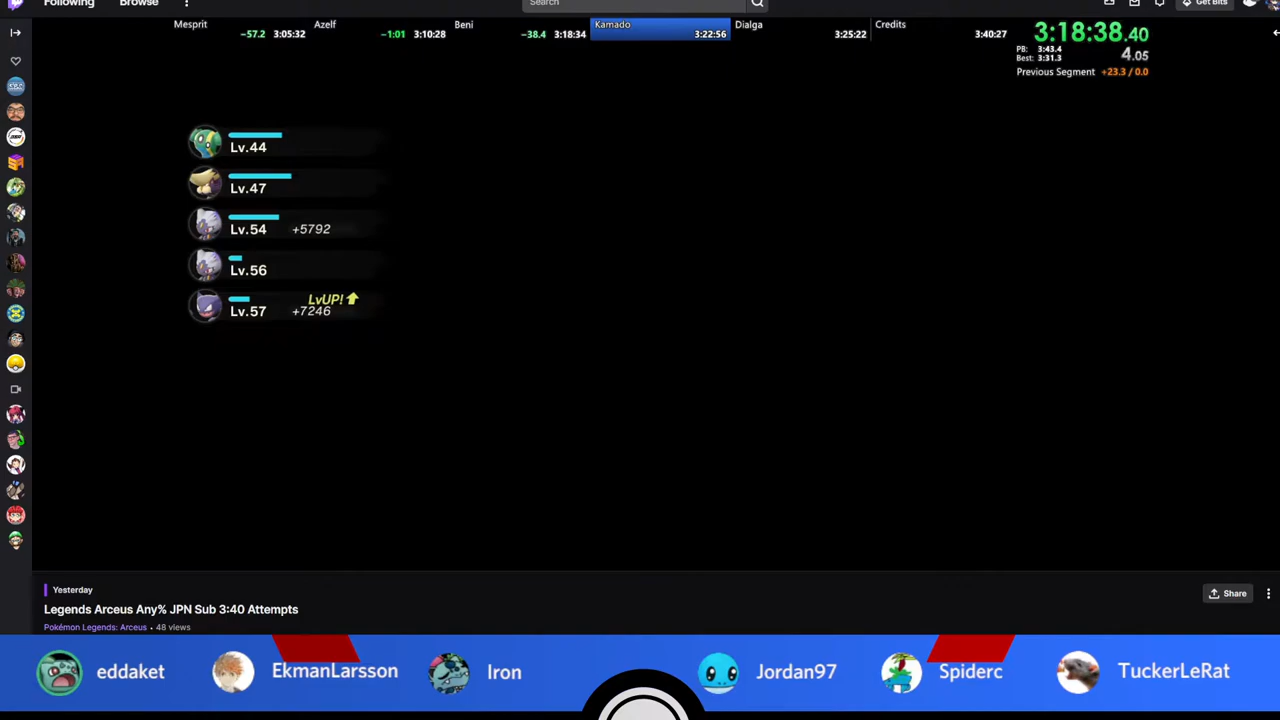 Following Browse Search Get Bits
Mesprit -57.2 3:05:32 Azelf -1:01 3:10:28 Beni -38.4 3:18:34 Kamado 3:22:56 Dialga 3:25:22 Credits 3:40:27
3:18:38.40
PB: 3:43.4
Best: 3:31.3
4.05
Previous Segment +23.3 / 0.0
Lv.44
Lv.47
Lv.54 +5792
Lv.56
LvUP!
Lv.57 +7246
Yesterday
Share
Legends Arceus Any% JPN Sub 3:40 Attempts
Pokémon Legends: Arceus • 48 views
eddaket EkmanLarsson Iron Jordan97 Spiderc TuckerLeRat